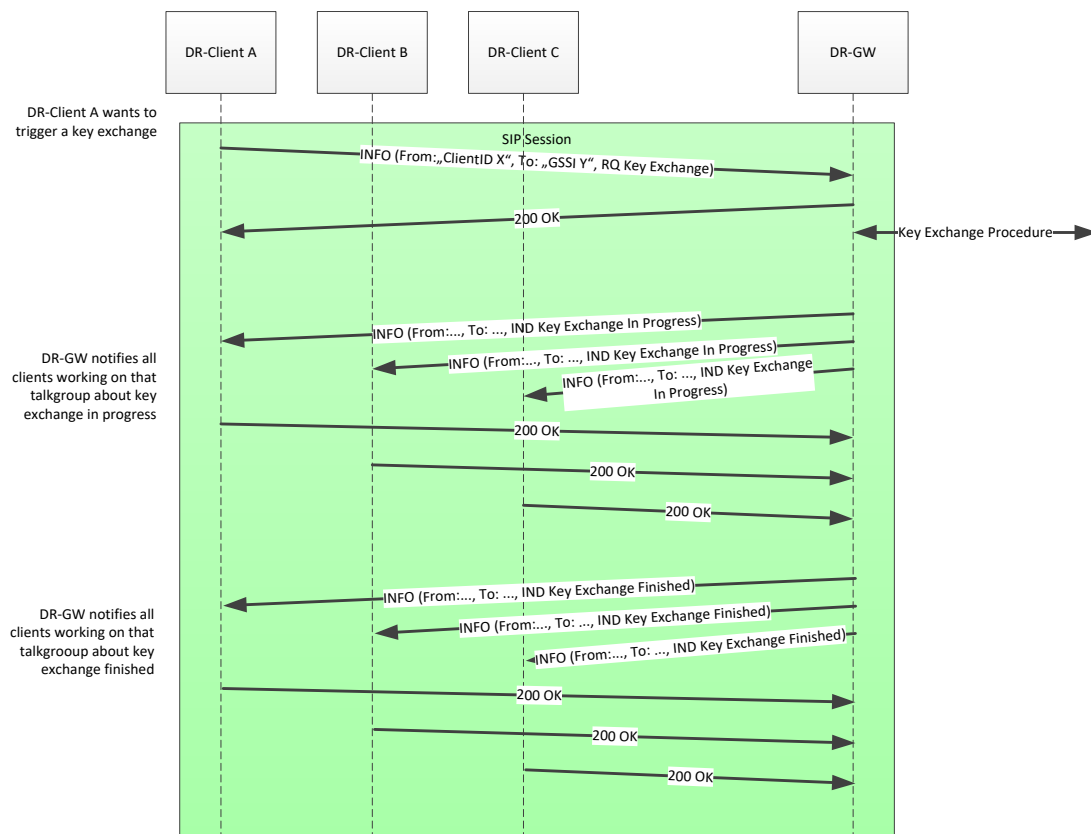 DR-Client A
DR-Client B
DR-Client C
DR-GW
DR-Client A wants to
trigger a key exchange
SIP Session
INFO (From:„ClientID X“, To: „GSSI Y“, RQ Key Exchange)
200 OK
Key Exchange Procedure
INFO (From:..., To: ..., IND Key Exchange In Progress)
INFO (From:..., To: ..., IND Key Exchange In Progress)
INFO (From:..., To: ..., IND Key Exchange
In Progress)
DR-GW notifies all
clients working on that
talkgroup about key
exchange in progress
200 OK
200 OK
200 OK
INFO (From:..., To: ..., IND Key Exchange Finished)
INFO (From:..., To: ..., IND Key Exchange Finished)
INFO (From:..., To: ..., IND Key Exchange Finished)
DR-GW notifies all
clients working on that
talkgrooup about key
exchange finished
200 OK
200 OK
200 OK